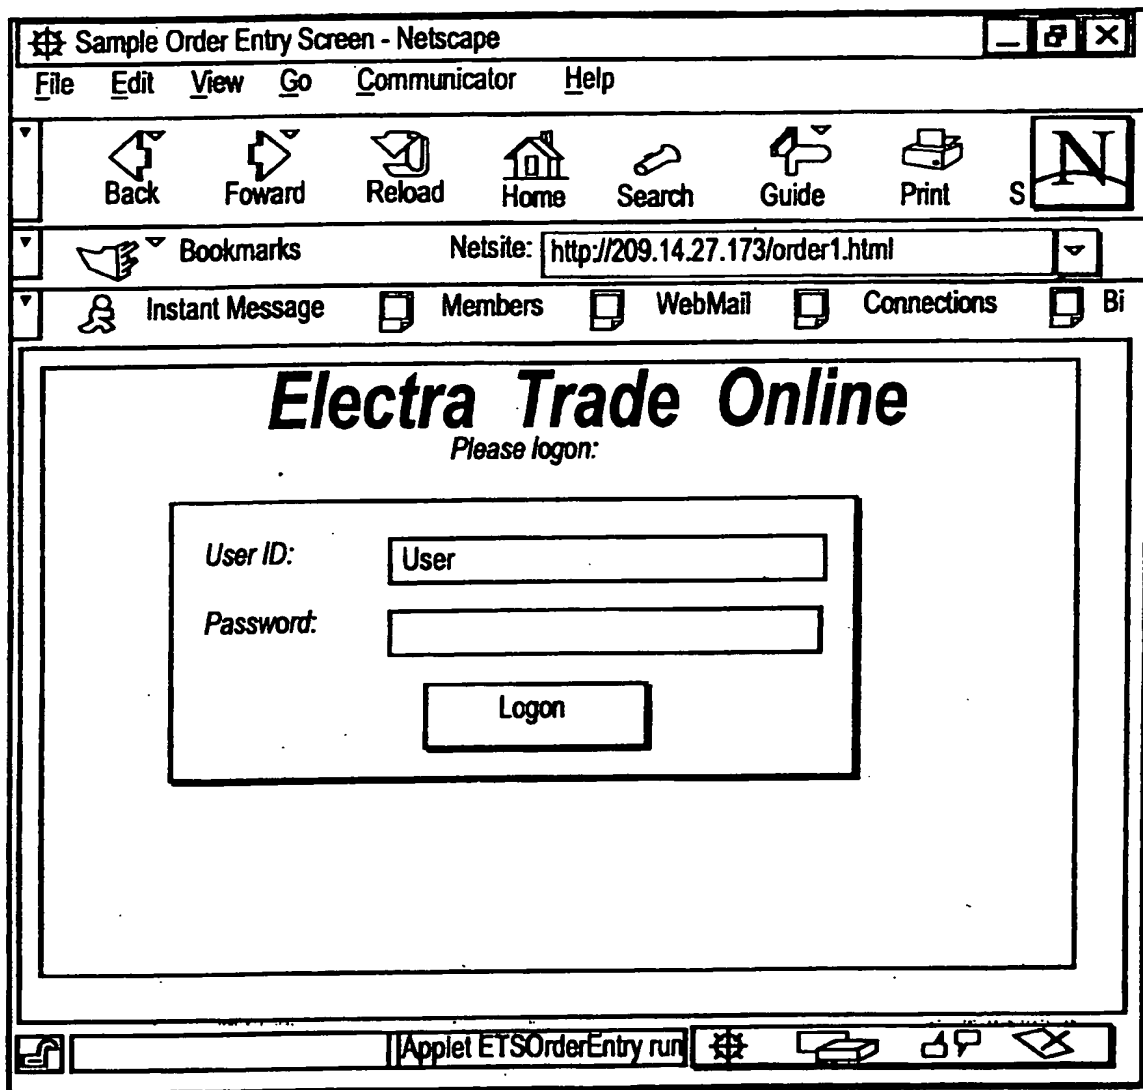 Sample Order Entry Screen - Netscape
File Edit View Go Communicator Help
Back Foward Reload Home Search Guide Print S N
Bookmarks Netsite: http://209.14.27.173/order1.html
Instant Message Members WebMail Connections Bi
Electra Trade Online
Please logon:
User ID: User
Password:
Logon
Applet ETSOrderEntry run